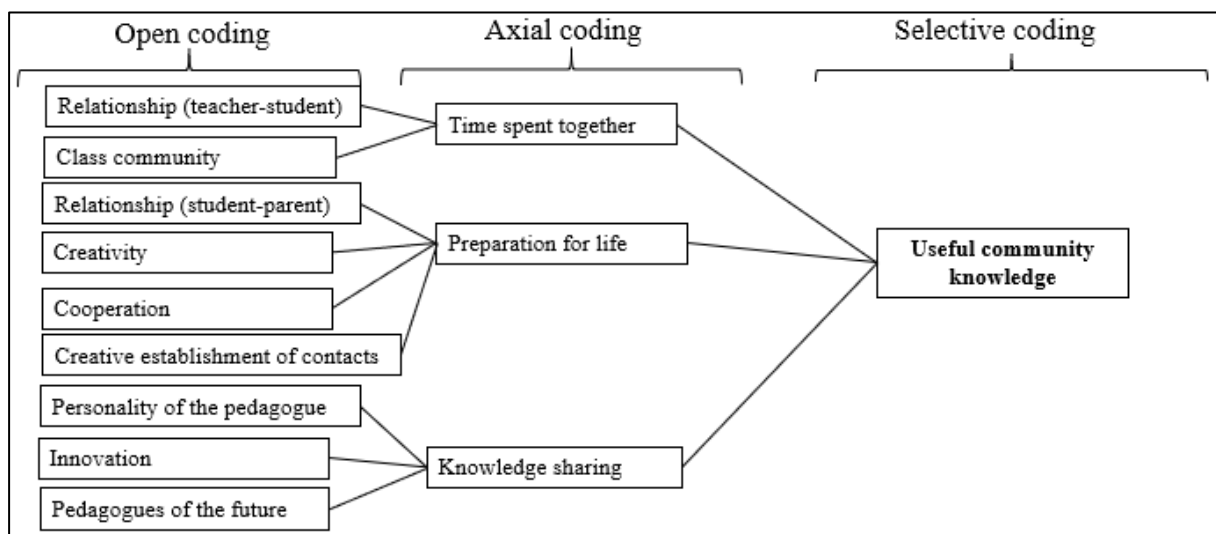 Open coding
Axial coding
Selective coding
Relationship (teacher-student)
Class community
Relationship (student-parent)
Creativity
Cooperation
Creative establishment of contacts
Personality of the pedagogue
Innovation
Pedagogues of the future
Time spent together
Preparation for life
Knowledge sharing
Useful community
knowledge